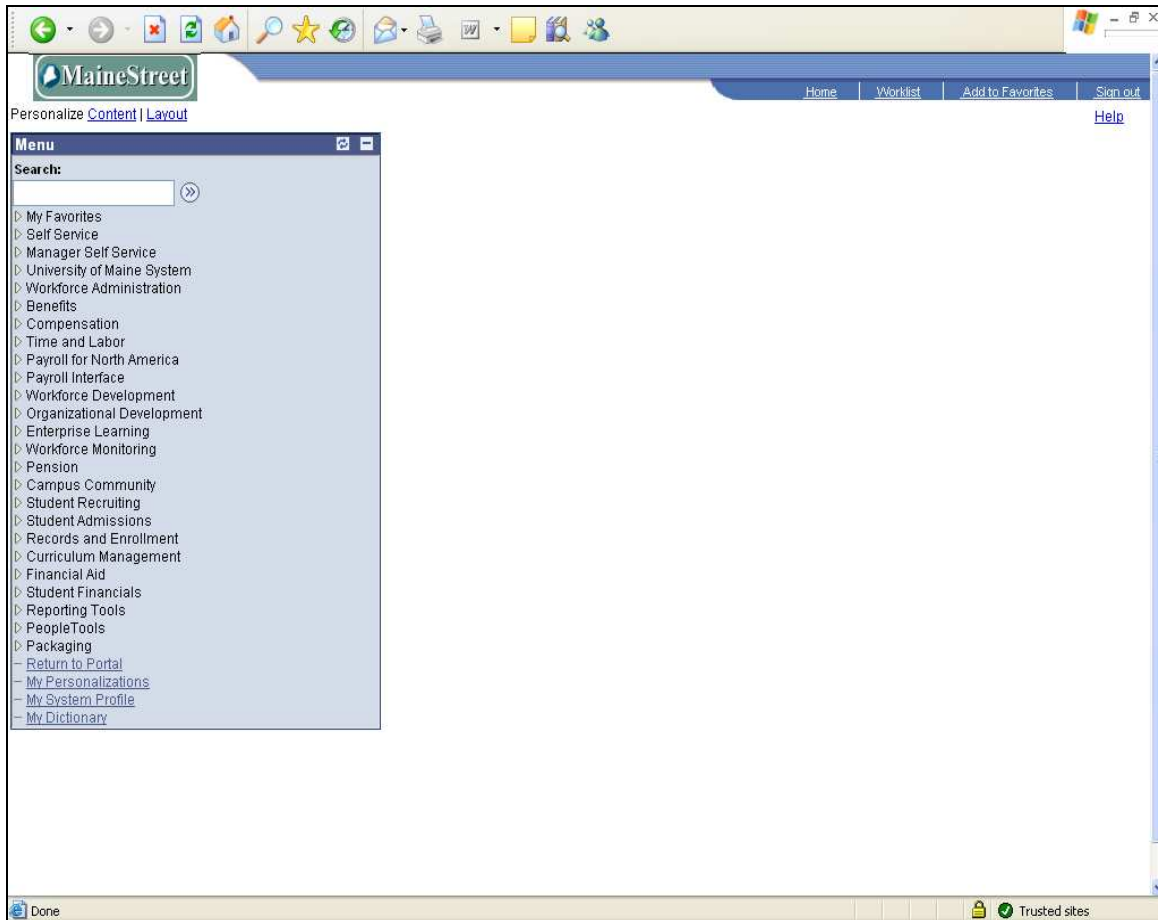 MaineStreet
Home | Worklist | Add to Favorites | Sign out
Personalize Content | Layout
Help
Menu
Search:
My Favorites
Self Service
Manager Self Service
University of Maine System
Workforce Administration
Benefits
Compensation
Time and Labor
Payroll for North America
Payroll Interface
Workforce Development
Organizational Development
Enterprise Learning
Workforce Monitoring
Pension
Campus Community
Student Recruiting
Student Admissions
Records and Enrollment
Curriculum Management
Financial Aid
Student Financials
Reporting Tools
PeopleTools
Packaging
Return to Portal
My Personalizations
My System Profile
My Dictionary
Done
Trusted sites